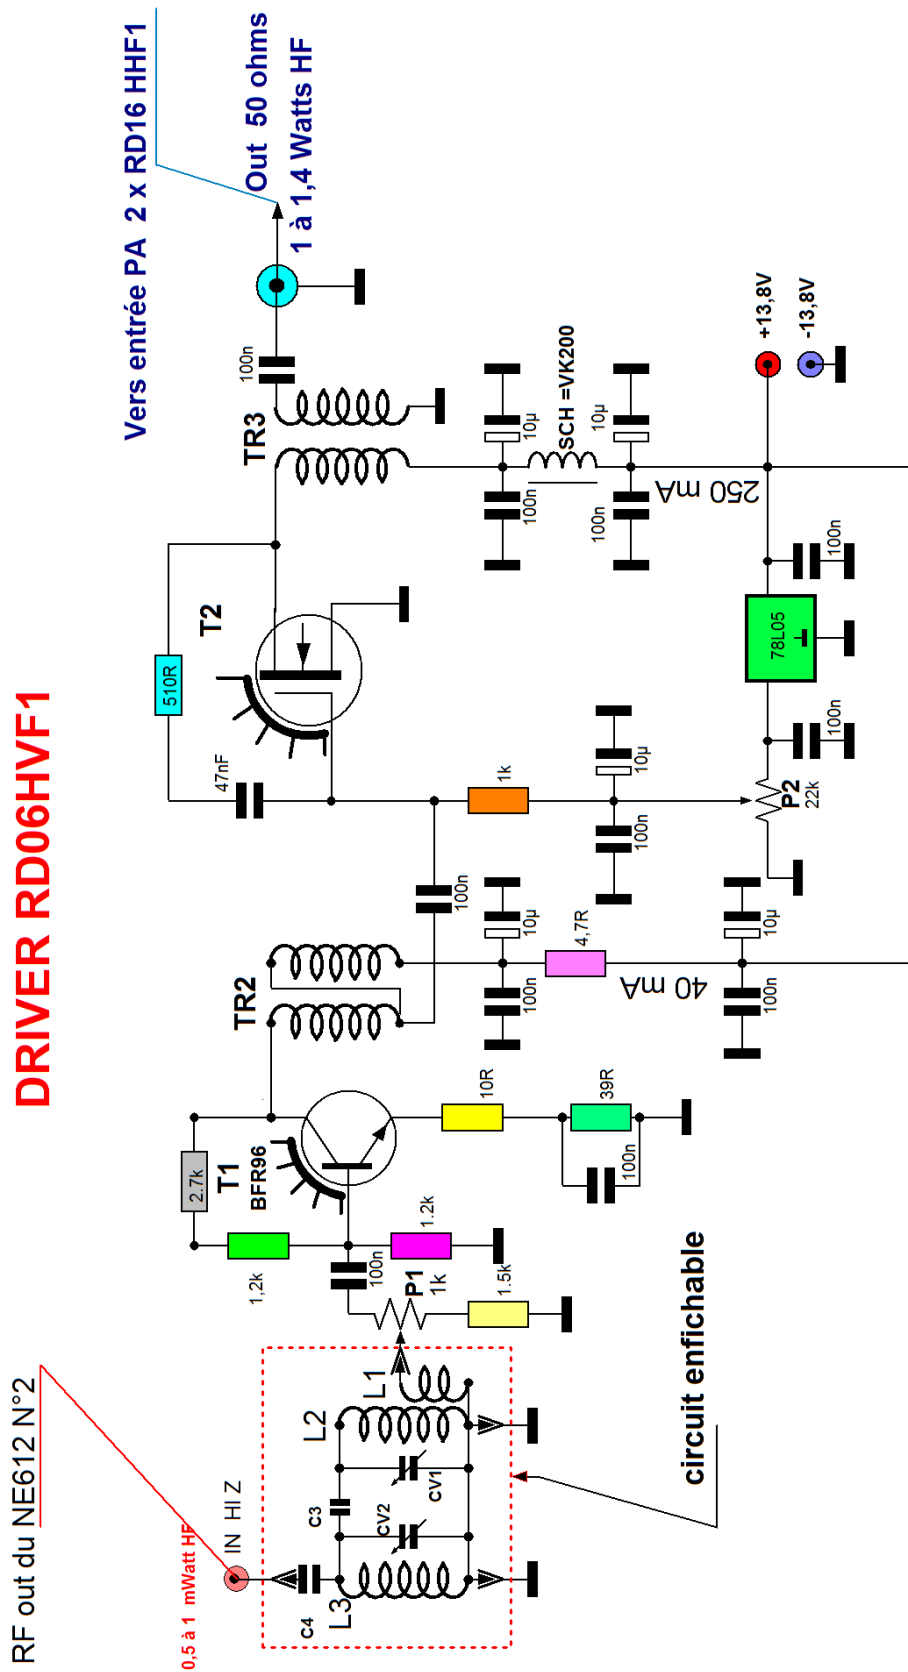 DRIVER RD06HVF1
RF out du NE612 N°2
0,5 à 1 mWatt HF
IN HI Z
C4
L3
CV2
C3
CV1
L2
L1
circuit enfichable
P1
1k
1.5k
100n
1,2k
2.7k
T1
BFR96
1.2k
10R
39R
100n
TR2
100n
100n
10µ
4,7R
40 mA
100n
10µ
47nF
510R
T2
1k
100n
10µ
P2
22k
100n
78L05
100n
TR3
100n
100n
10µ
SCH =VK200
100n
10µ
250 mA
+13,8V
-13,8V
Vers entrée PA 2 x RD16 HHF1
Out 50 ohms
1 à 1,4 Watts HF